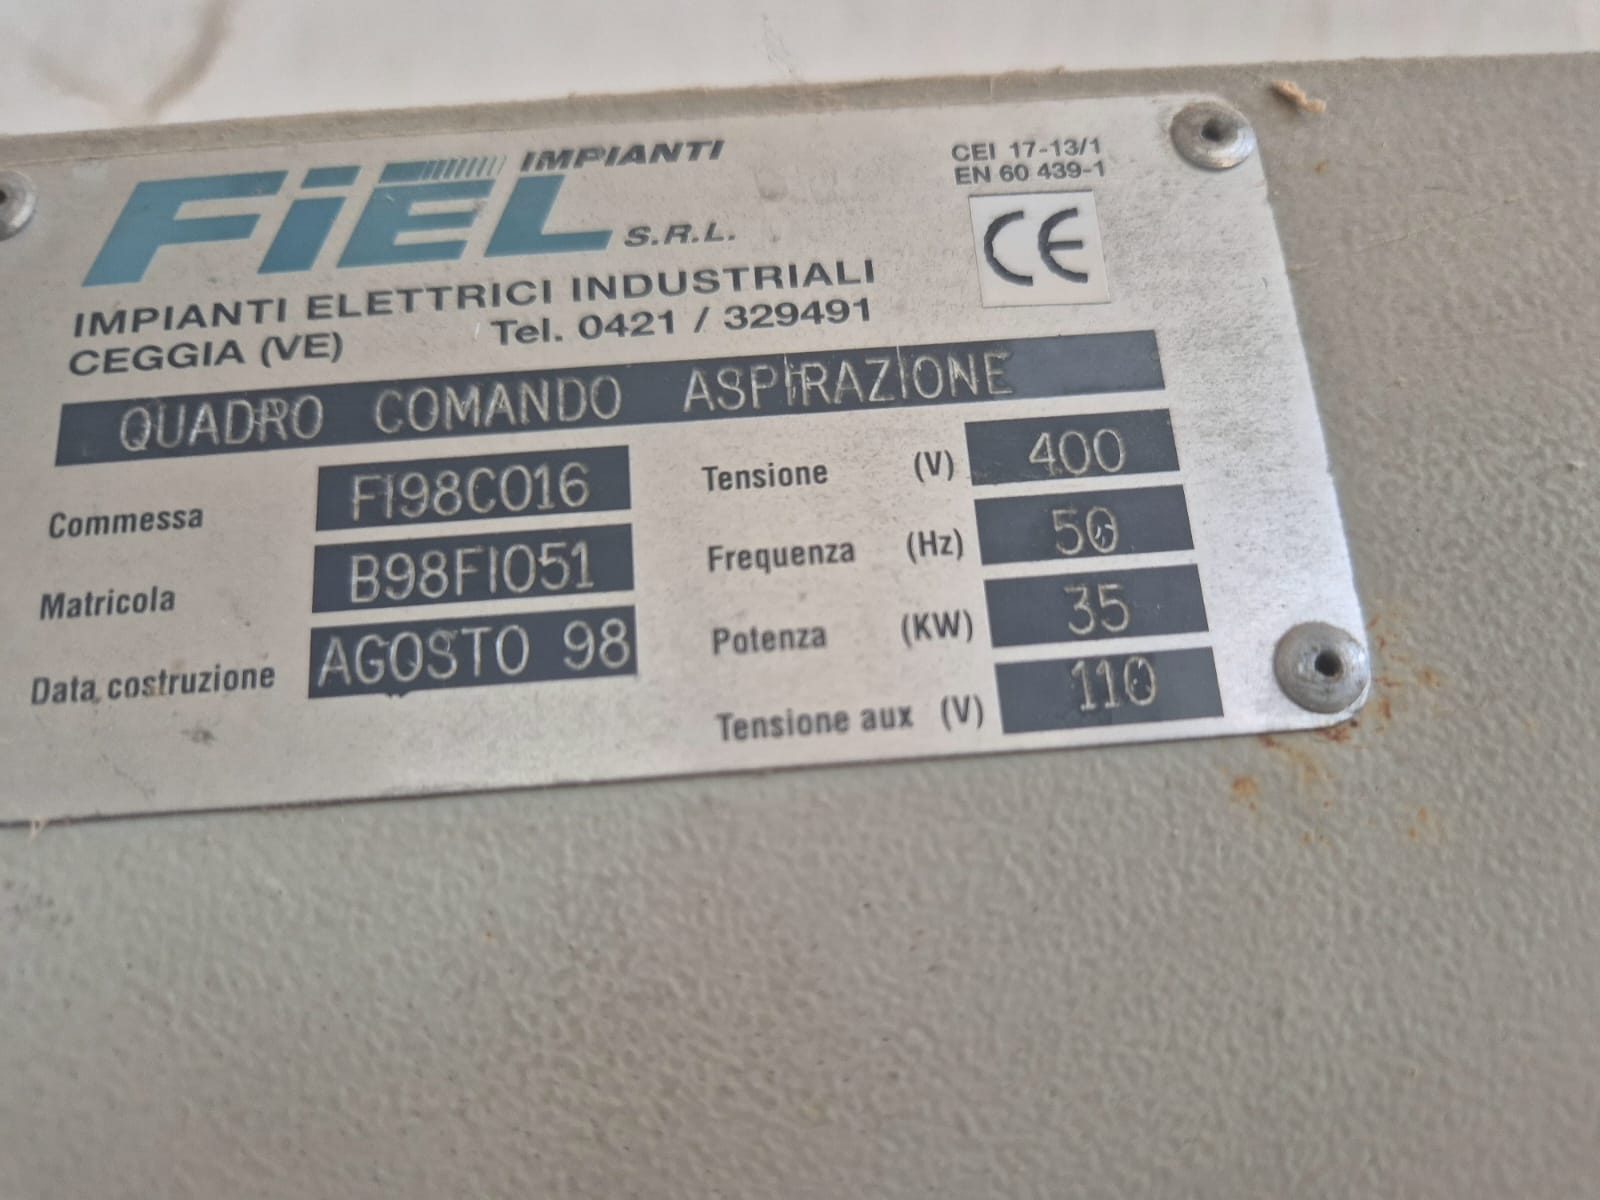 FiEL IMPIANTI S.R.L.
CEI 17-13/1
EN 60 439-1
CE
IMPIANTI ELETTRICI INDUSTRIALI
CEGGIA (VE) Tel. 0421 / 329491
QUADRO COMANDO ASPIRAZIONE
Commessa FI98C016
Matricola B98FI051
Data costruzione AGOSTO 98
Tensione (V) 400
Frequenza (Hz) 50
Potenza (KW) 35
Tensione aux (V) 110